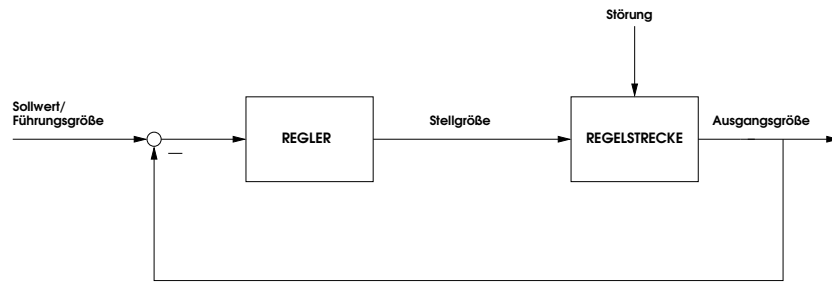 Störung
Sollwert/
Führungsgröße
REGLER
Stellgröße
REGELSTRECKE
Ausgangsgröße